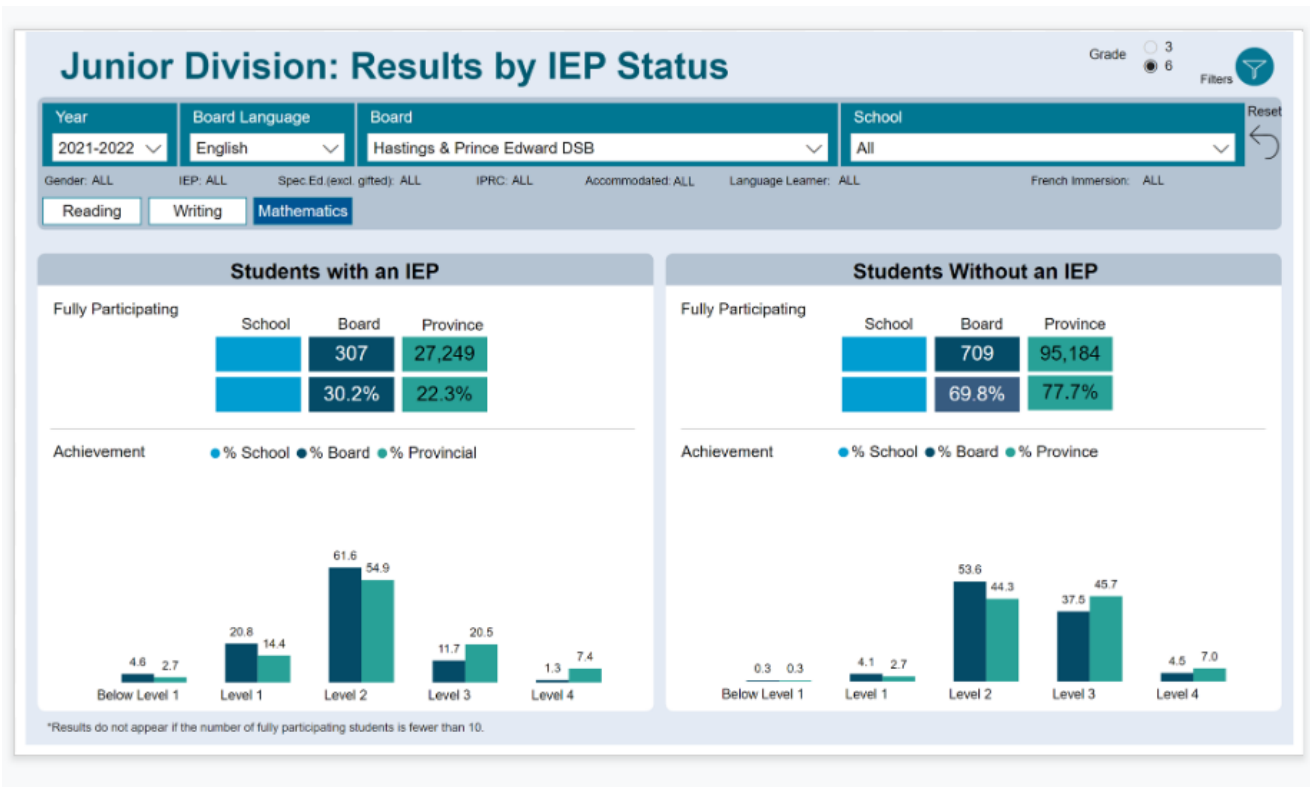 Junior Division: Results by IEP Status
Grade
3
6
Filters
Year
Board Language
Board
School
Reset
2021-2022
English
Hastings & Prince Edward DSB
All
Gender: ALL
IEP: ALL
Spec.Ed.(excl. gifted): ALL
IPRC: ALL
Accommodated: ALL
Language Learner: ALL
French Immersion: ALL
Reading
Writing
Mathematics
Students with an IEP
Fully Participating
School Board Province
307 27,249
30.2% 22.3%
Achievement
% School % Board % Provincial
61.6
54.9
20.8
14.4
11.7
20.5
4.6 2.7
1.3 7.4
Below Level 1 Level 1 Level 2 Level 3 Level 4
Students Without an IEP
Fully Participating
School Board Province
709 95,184
69.8% 77.7%
Achievement
% School % Board % Province
53.6
44.3
37.5
45.7
0.3 0.3
4.1 2.7
4.5 7.0
Below Level 1 Level 1 Level 2 Level 3 Level 4
*Results do not appear if the number of fully participating students is fewer than 10.